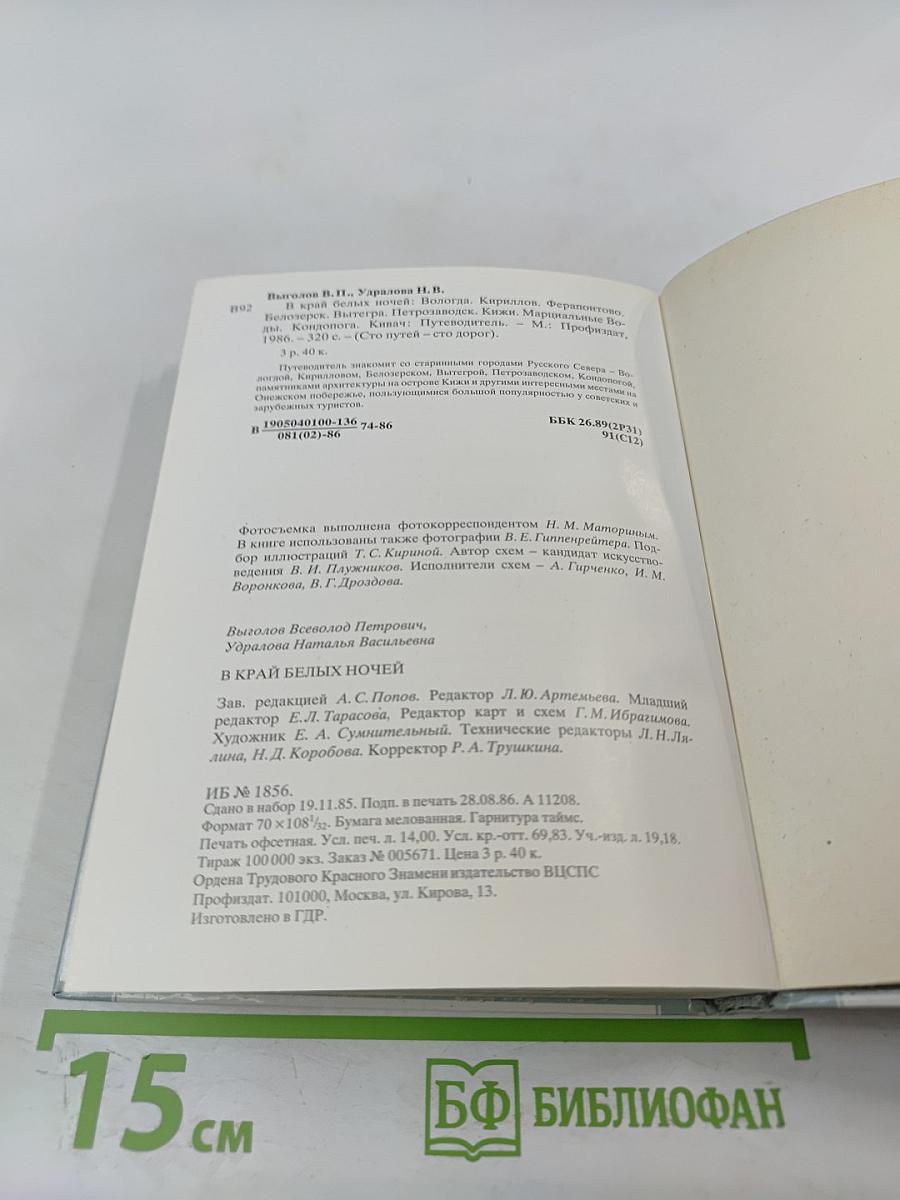 Выголов В. П., Удралова Н. В.
В92 В край белых ночей: Вологда. Кириллов. Ферапонтово.
Белозерск. Вытегра. Петрозаводск. Кижи. Марциальные Во-
ды. Кондопога. Кивач: Путеводитель. – М.: Профиздат,
1986. – 320 с. – (Сто путей – сто дорог).
3 р. 40 к.
Путеводитель знакомит со старинными городами Русского Севера – Во-
логдой, Кирилловом, Белозерском, Вытегрой, Петрозаводском, Кондопогой,
памятниками архитектуры на острове Кижи и другими интересными местами на
Онежском побережье, пользующимися большой популярностью у советских и
зарубежных туристов.
В 1905040100-136 74-86 ББК 26.89(2Р31)
081(02)-86 91(С12)
Фотосъемка выполнена фотокорреспондентом Н. М. Маториным.
В книге использованы также фотографии В. Е. Гиппенрейтера. Под-
бор иллюстраций Т. С. Кириной. Автор схем – кандидат искусство-
ведения В. И. Плужников. Исполнители схем – А. Гирченко, И. М.
Воронкова, В. Г. Дроздова.
Выголов Всеволод Петрович,
Удралова Наталья Васильевна
В КРАЙ БЕЛЫХ НОЧЕЙ
Зав. редакцией А. С. Попов. Редактор Л. Ю. Артемьева. Младший
редактор Е. Л. Тарасова, Редактор карт и схем Г. М. Ибрагимова.
Художник Е. А. Сумнительный. Технические редакторы Л. Н. Ля-
лина, Н. Д. Коробова. Корректор Р. А. Трушкина.
ИБ № 1856.
Сдано в набор 19.11.85. Подп. в печать 28.08.86. А 11208.
Формат 70 × 108¹/₃₂. Бумага мелованная. Гарнитура таймс.
Печать офсетная. Усл. печ. л. 14,00. Усл. кр.-отт. 69,83. Уч.-изд. л. 19,18.
Тираж 100 000 экз. Заказ № 005671. Цена 3 р. 40 к.
Ордена Трудового Красного Знамени издательство ВЦСПС
Профиздат. 101000, Москва, ул. Кирова, 13.
Изготовлено в ГДР.
15 см БФ БИБЛИОФАН